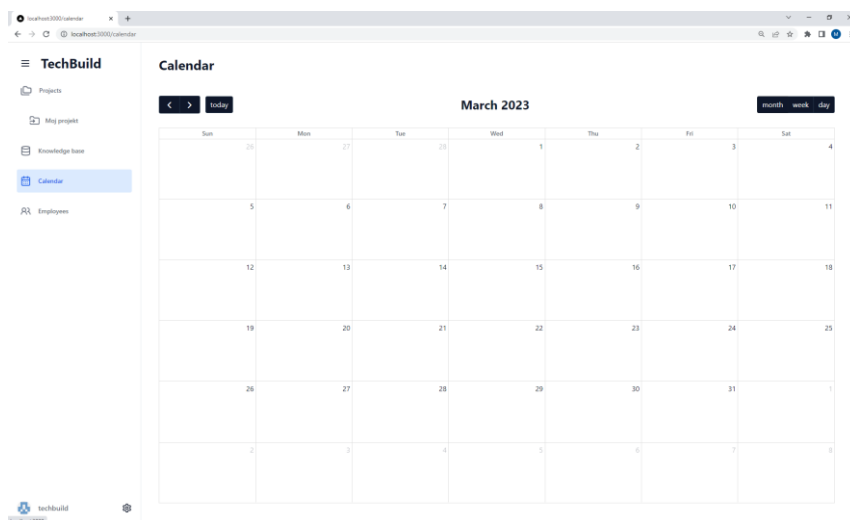 localhost:3000/calendar
localhost:3000/calendar
M
TechBuild
Calendar
Projects
Moj projekt
Knowledge base
Calendar
Employees
today
March 2023
month week day
Sun Mon Tue Wed Thu Fri Sat
26 27 28 1 2 3 4
5 6 7 8 9 10 11
12 13 14 15 16 17 18
19 20 21 22 23 24 25
26 27 28 29 30 31 1
2 3 4 5 6 7 8
techbuild